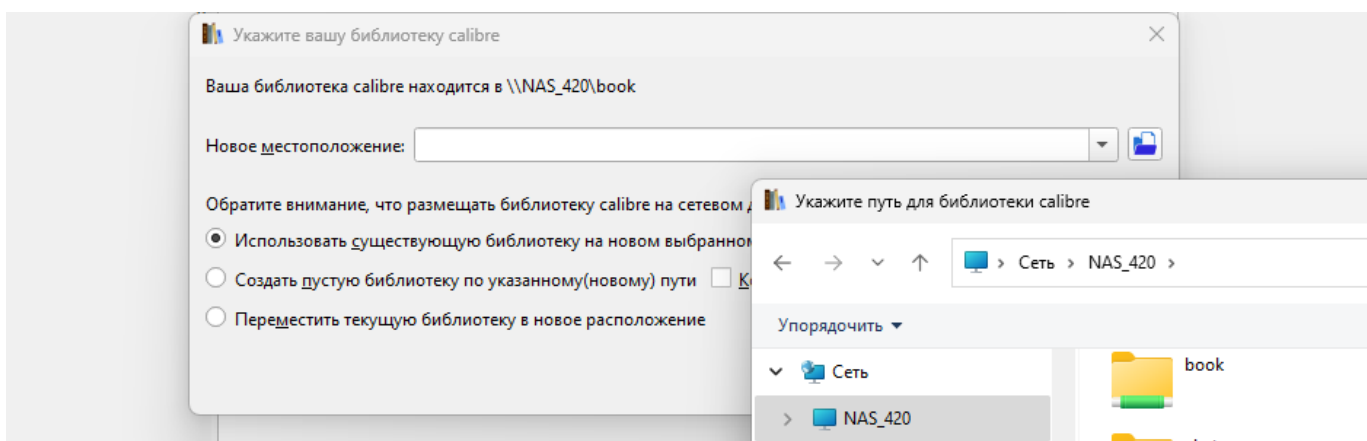 Укажите вашу библиотеку calibre
Ваша библиотека calibre находится в \\NAS_420\book
Новое местоположение:
Обратите внимание, что размещать библиотеку calibre на сетевом
Использовать существующую библиотеку на новом
Создать пустую библиотеку по указанному(новому) пути
Переместить текущую библиотеку в новое расположение
Укажите путь для библиотеки calibre
Сеть > NAS_420 >
Упорядочить
Сеть
book
NAS_420